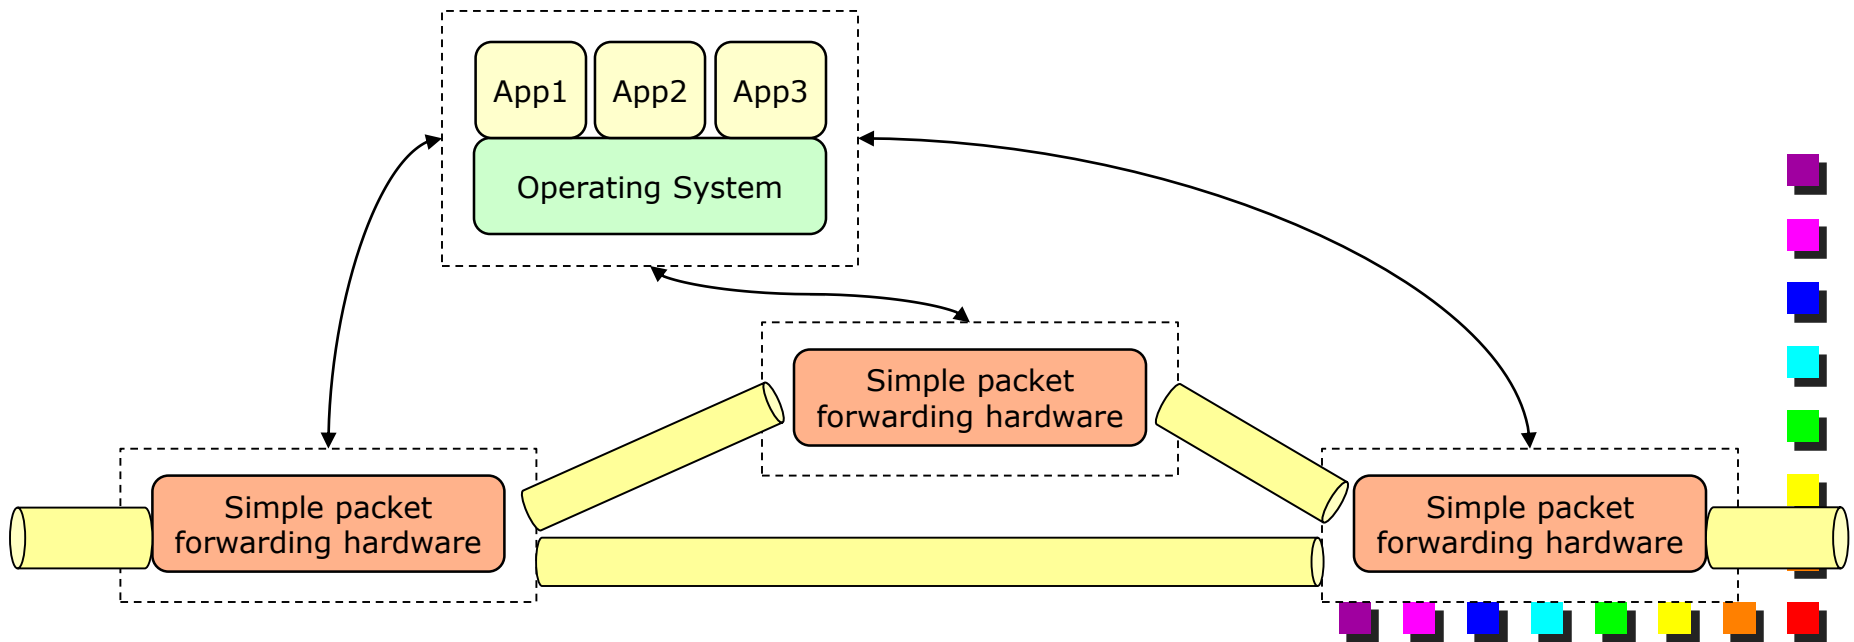 App1 App2 App3
Operating System
Simple packet
forwarding hardware
Simple packet
forwarding hardware
Simple packet
forwarding hardware